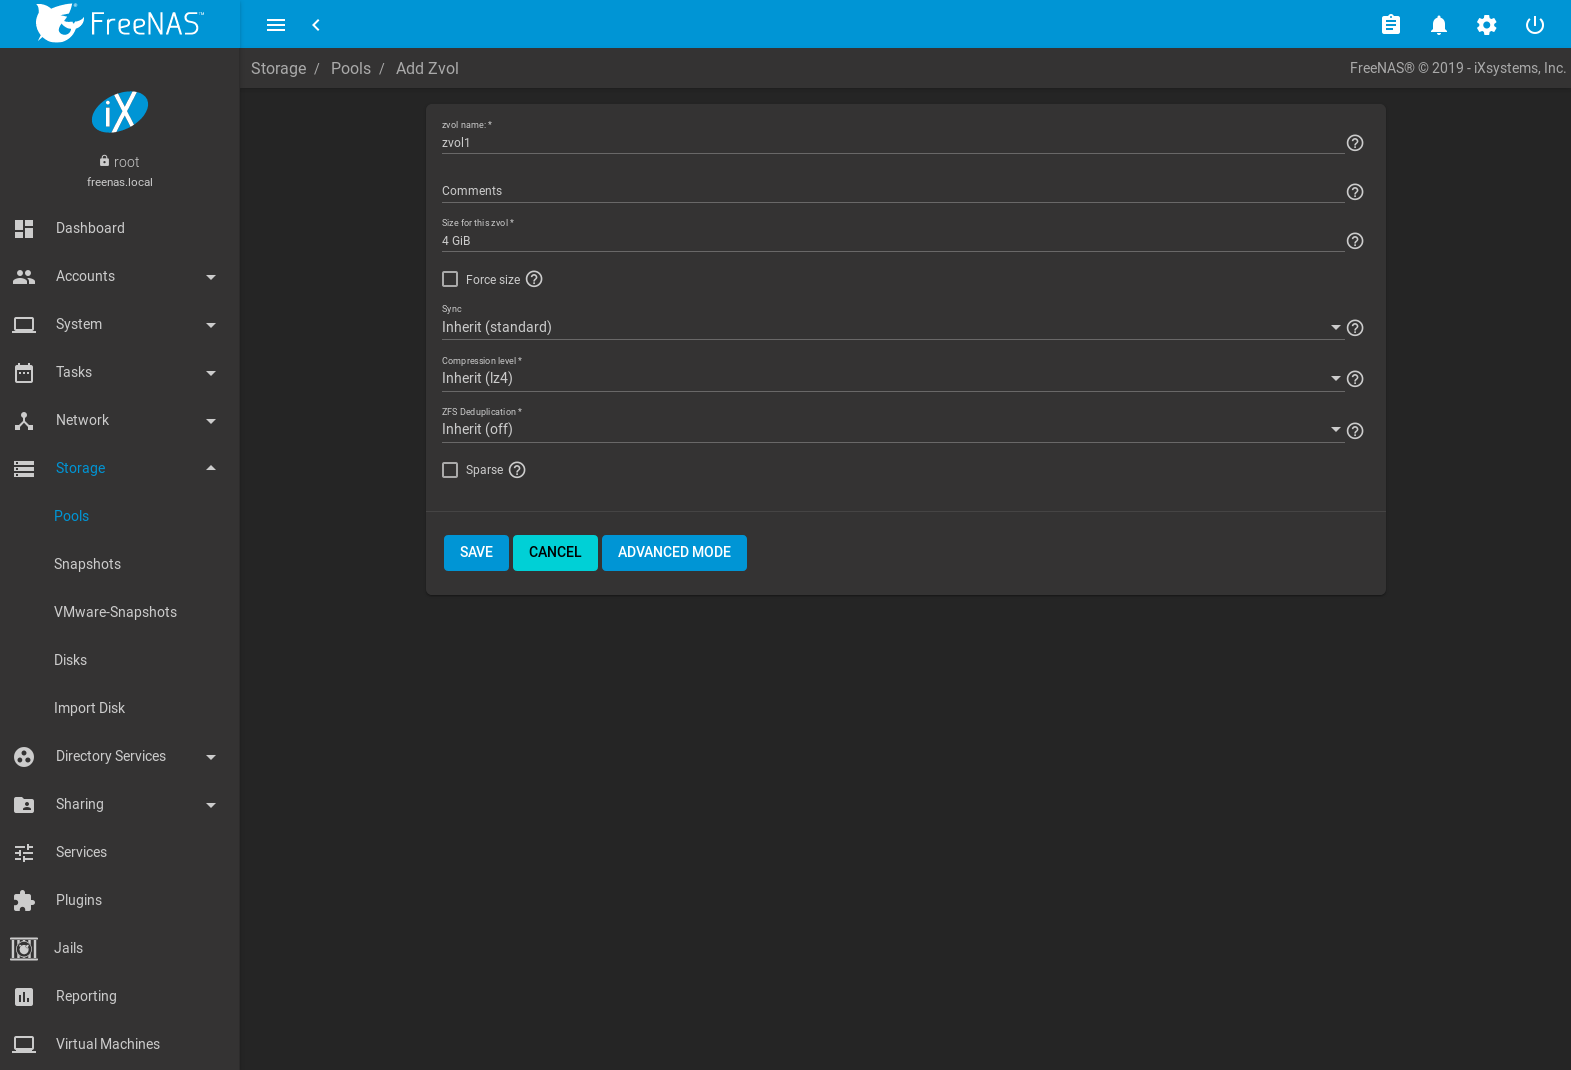 FreeNAS™
Storage / Pools / Add Zvol
FreeNAS® © 2019 - iXsystems, Inc.
iX
root
freenas.local
Dashboard
Accounts
System
Tasks
Network
Storage
Pools
Snapshots
VMware-Snapshots
Disks
Import Disk
Directory Services
Sharing
Services
Plugins
Jails
Reporting
Virtual Machines
zvol name: *
zvol1
Comments
Size for this zvol *
4 GiB
Force size
Sync
Inherit (standard)
Compression level *
Inherit (lz4)
ZFS Deduplication *
Inherit (off)
Sparse
SAVE CANCEL ADVANCED MODE